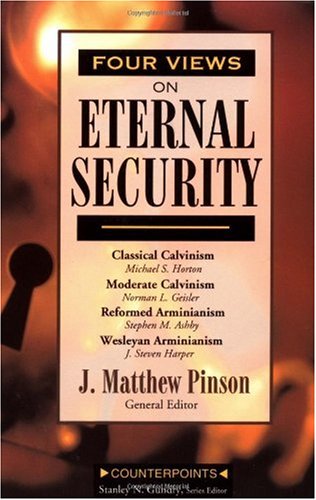 FOUR VIEWS
ON
ETERNAL
SECURITY
Classical Calvinism
Michael S. Horton
Moderate Calvinism
Norman L. Geisler
Reformed Arminianism
Stephen M. Ashby
Wesleyan Arminianism
J. Steven Harper
J. Matthew Pinson
General Editor
COUNTERPOINTS
Stanley N. Gundry, Series Editor